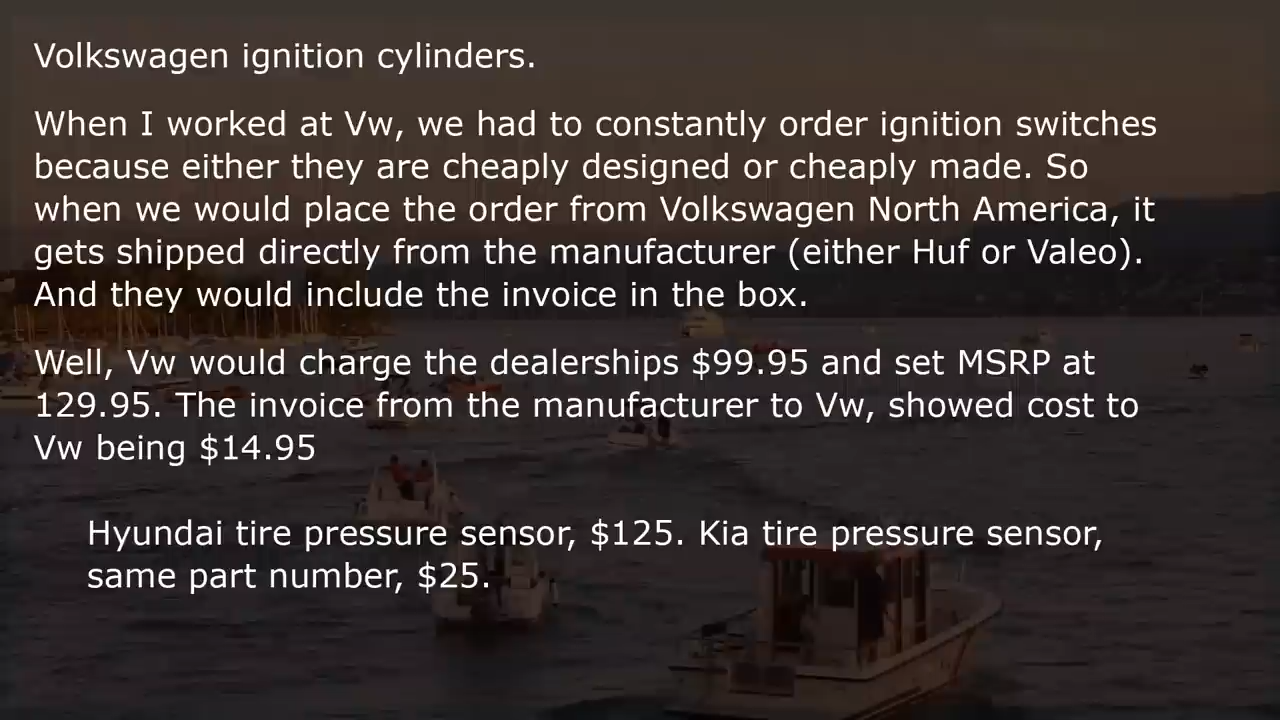 Volkswagen ignition cylinders.
When I worked at Vw, we had to constantly order ignition switches
because either they are cheaply designed or cheaply made. So
when we would place the order from Volkswagen North America, it
gets shipped directly from the manufacturer (either Huf or Valeo).
And they would include the invoice in the box.
Well, Vw would charge the dealerships $99.95 and set MSRP at
129.95. The invoice from the manufacturer to Vw, showed cost to
Vw being $14.95
Hyundai tire pressure sensor, $125. Kia tire pressure sensor,
same part number, $25.